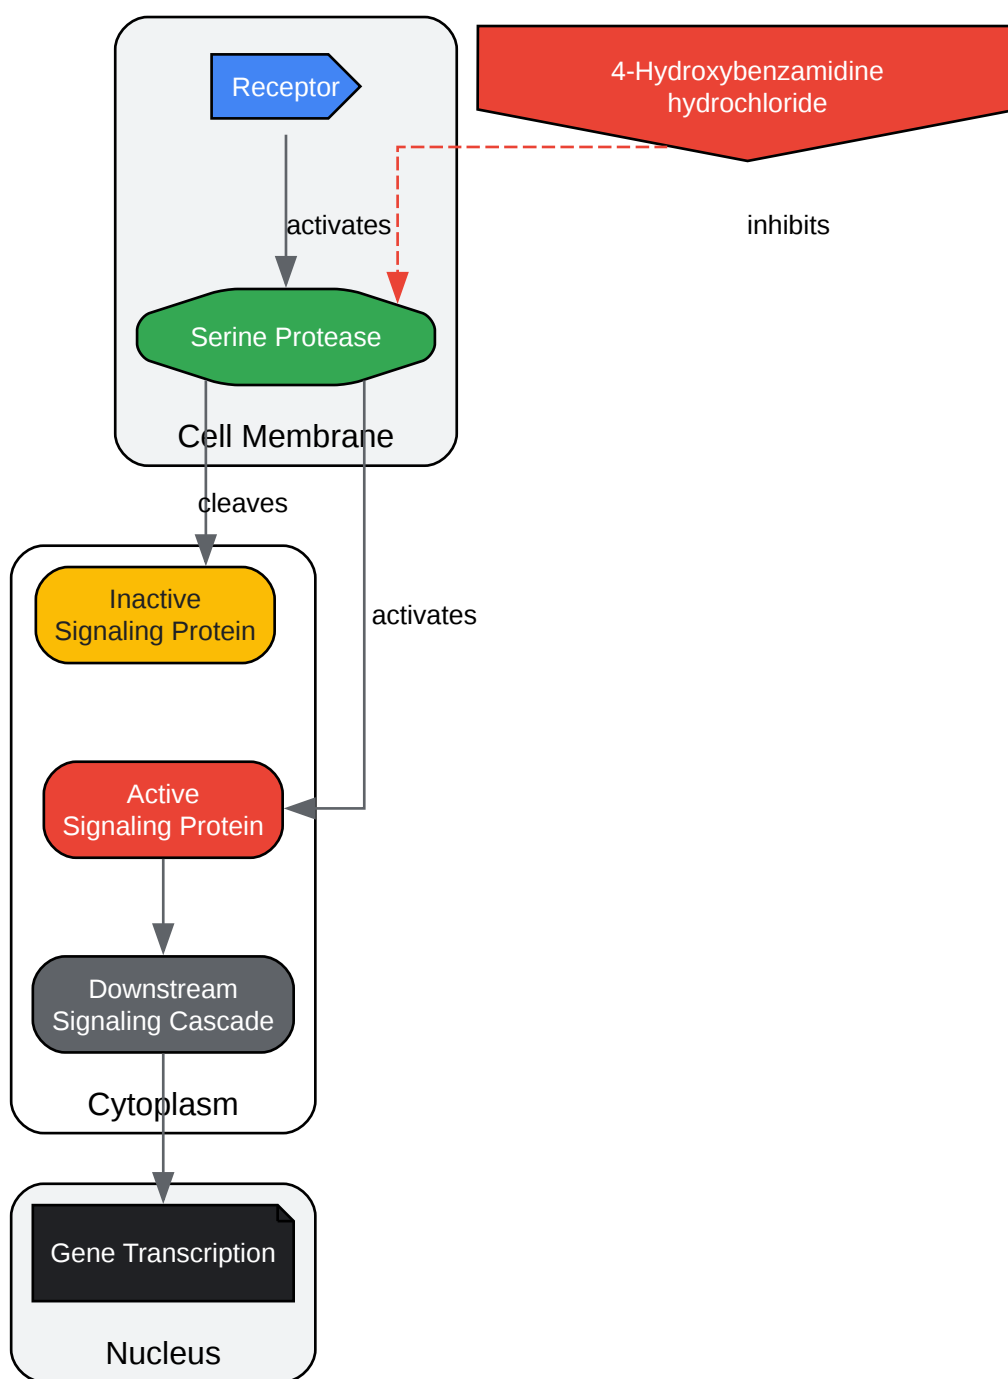 Receptor
4-Hydroxybenzamidine
hydrochloride
activates
inhibits
Serine Protease
Cell Membrane
cleaves
Inactive
Signaling Protein
activates
Active
Signaling Protein
Downstream
Signaling Cascade
Cytoplasm
Gene Transcription
Nucleus